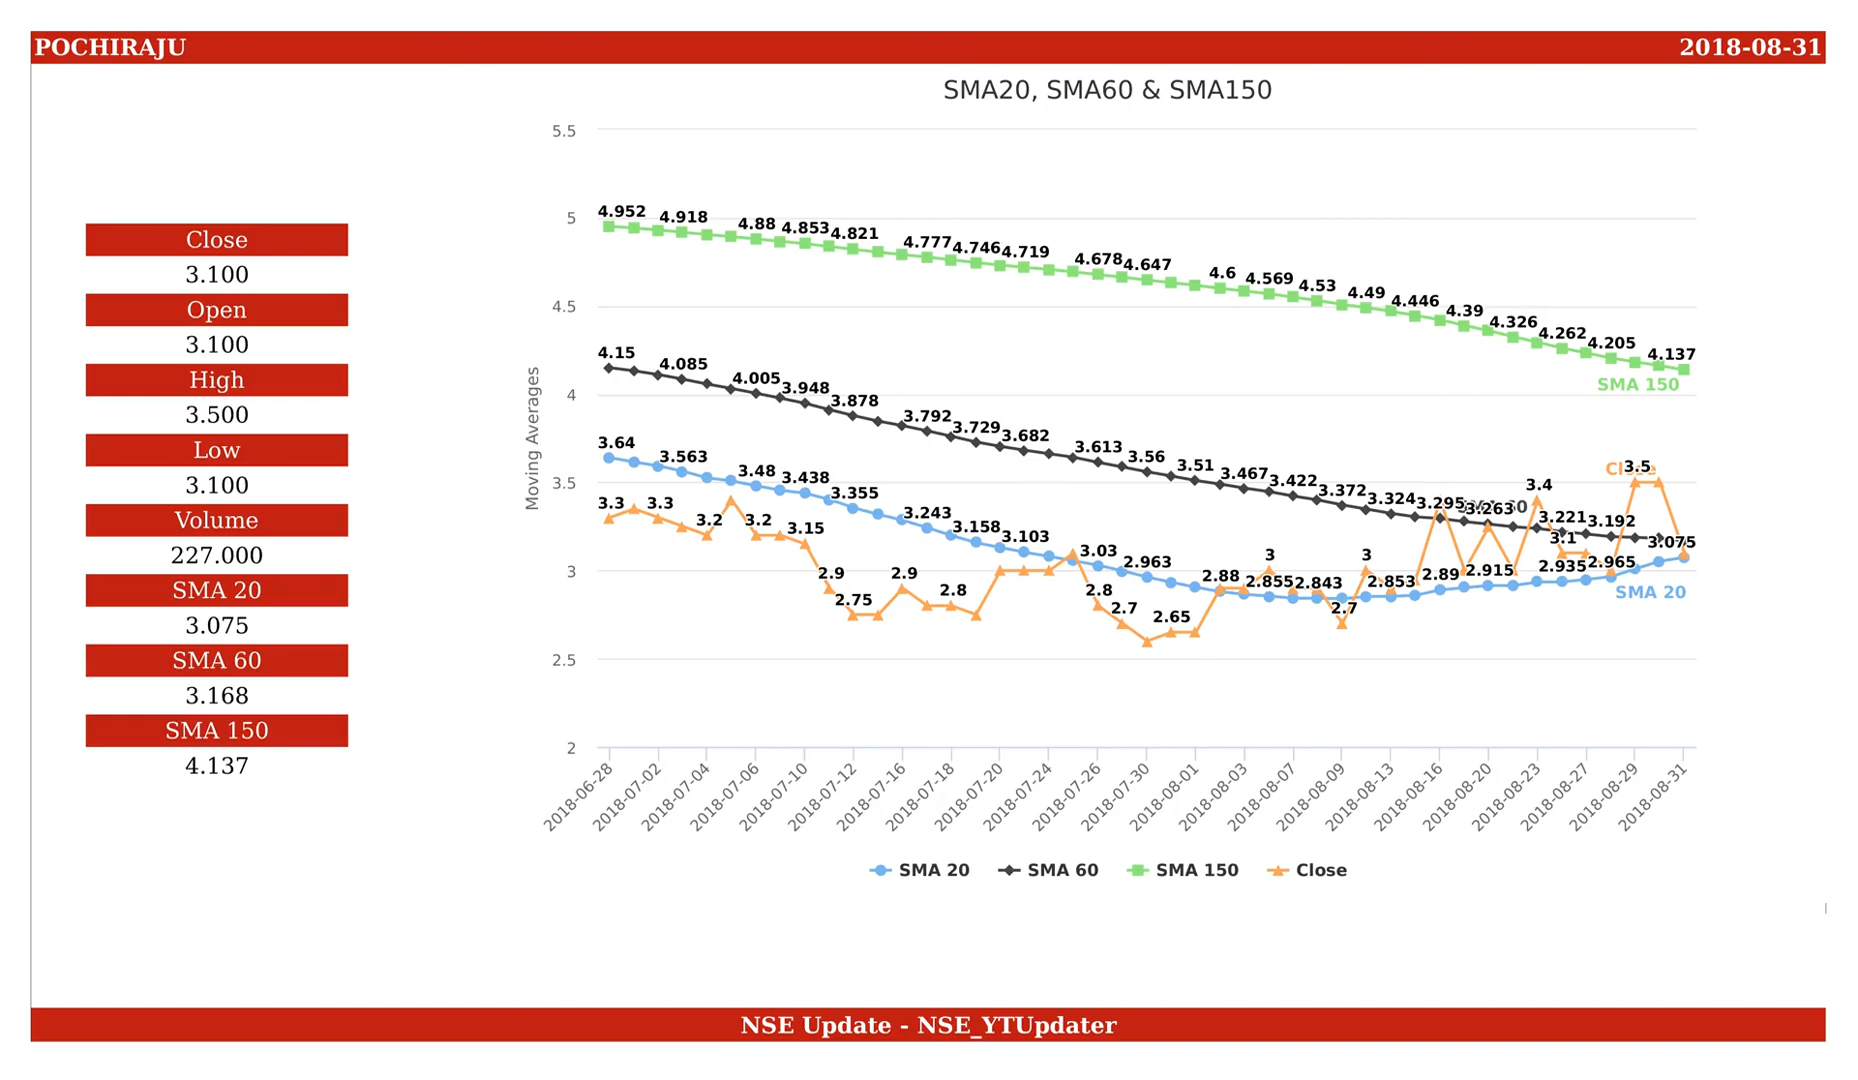 POCHIRAJU 2018-08-31
Close
3.100
Open
3.100
High
3.500
Low
3.100
Volume
227.000
SMA 20
3.075
SMA 60
3.168
SMA 150
4.137
SMA20, SMA60 & SMA150
Moving Averages
5.5
5
4.5
4
3.5
3
2.5
2
4.952 4.918 4.88 4.853 4.821 4.777 4.746 4.719 4.678 4.647 4.6 4.569 4.53 4.49 4.446 4.39 4.326 4.262 4.205 4.137
SMA 150
4.15 4.085 4.005 3.948 3.878 3.792 3.729 3.682 3.613 3.56 3.51 3.467 3.422 3.372 3.324 3.295 3.263 3.221 3.192
3.64 3.563 3.48 3.438 3.355 3.243 3.158 3.103 3.03 2.963 2.88 2.855 2.843 2.853 2.89 2.915 2.935 2.965 3.075
SMA 20
3.3 3.3 3.2 3.2 3.15 2.9 2.75 2.9 2.8 2.8 2.7 2.65 3 2.7 3 3.4 3.1 3.5
2018-06-28 2018-07-02 2018-07-04 2018-07-06 2018-07-10 2018-07-12 2018-07-16 2018-07-18 2018-07-20 2018-07-24 2018-07-26 2018-07-30 2018-08-01 2018-08-03 2018-08-07 2018-08-09 2018-08-13 2018-08-16 2018-08-20 2018-08-23 2018-08-27 2018-08-29 2018-08-31
SMA 20 SMA 60 SMA 150 Close
NSE Update - NSE_YTUpdater